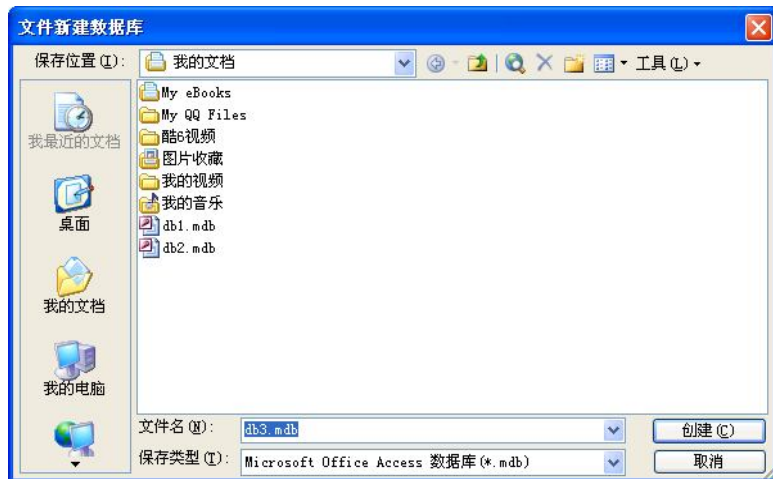 文件新建数据库
保存位置(I): 我的文档 工具(L)
My eBooks
My QQ Files
酷6视频
图片收藏
我的视频
我的音乐
db1.mdb
db2.mdb
我最近的文档
桌面
我的文档
我的电脑
文件名(N): db3.mdb 创建(C)
保存类型(T): Microsoft Office Access 数据库(*.mdb) 取消